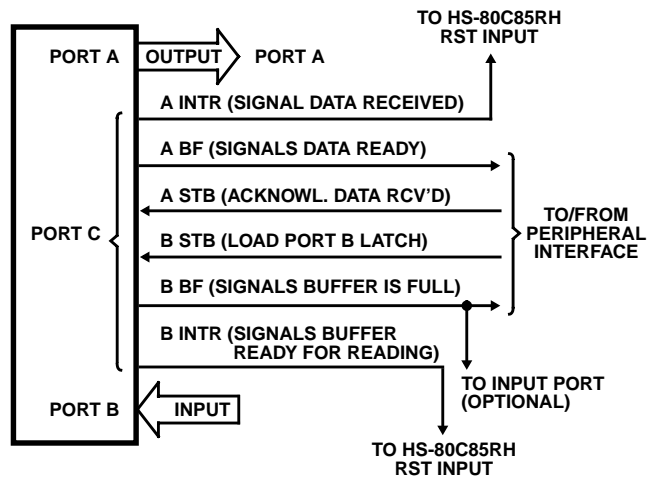 TO HS-80C85RH
RST INPUT
PORT A
OUTPUT
PORT A
A INTR (SIGNAL DATA RECEIVED)
A BF (SIGNALS DATA READY)
A STB (ACKNOWL. DATA RCV'D)
PORT C
TO/FROM
PERIPHERAL
INTERFACE
B STB (LOAD PORT B LATCH)
B BF (SIGNALS BUFFER IS FULL)
B INTR (SIGNALS BUFFER
READY FOR READING)
TO INPUT PORT
(OPTIONAL)
PORT B
INPUT
TO HS-80C85RH
RST INPUT